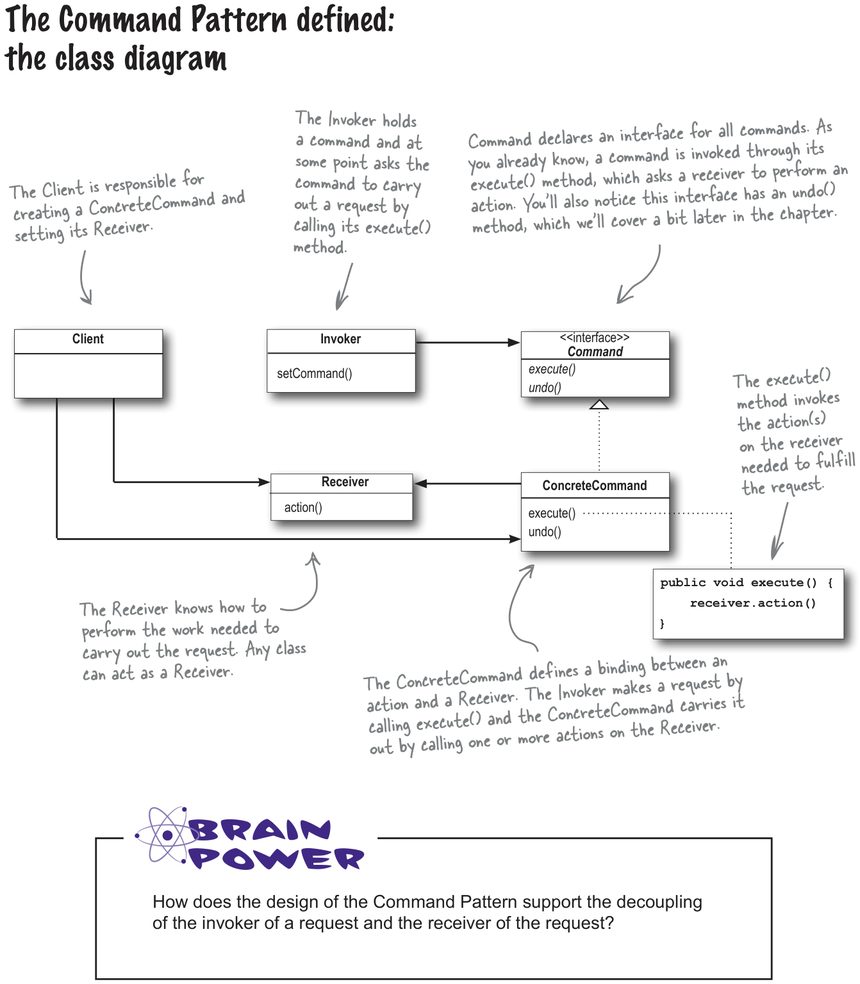 The Command Pattern defined:
the class diagram
The Client is responsible for
creating a ConcreteCommand and
setting its Receiver.
The Invoker holds
a command and at
some point asks the
command to carry
out a request by
calling its execute()
method.
Command declares an interface for all commands. As
you already know, a command is invoked through its
execute() method, which asks a receiver to perform an
action. You'll also notice this interface has an undo()
method, which we'll cover a bit later in the chapter.
Client
Invoker
setCommand()
<<interface>>
Command
execute()
undo()
The execute()
method invokes
the action(s)
on the receiver
needed to fulfill
the request.
Receiver
action()
ConcreteCommand
execute()
undo()
public void execute() {
receiver.action()
}
The Receiver knows how to
perform the work needed to
carry out the request. Any class
can act as a Receiver.
The ConcreteCommand defines a binding between an
action and a Receiver. The Invoker makes a request by
calling execute() and the ConcreteCommand carries it
out by calling one or more actions on the Receiver.
BRAIN
POWER
How does the design of the Command Pattern support the decoupling
of the invoker of a request and the receiver of the request?